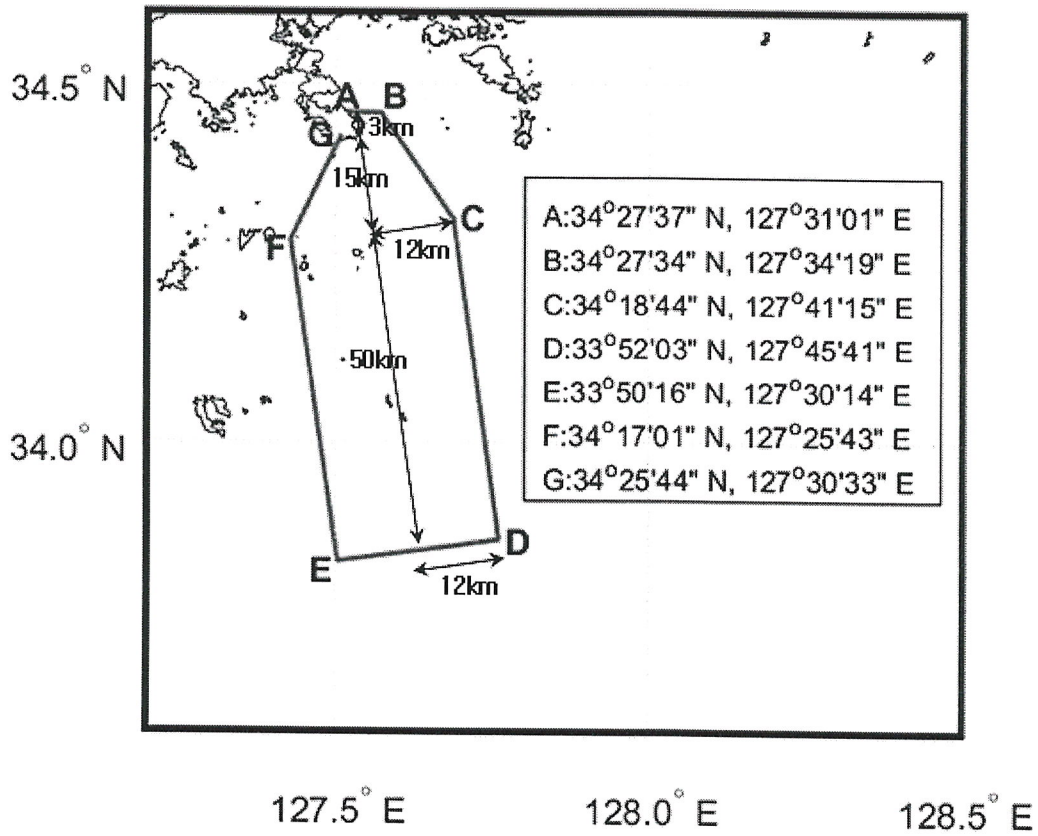 34.5° N
A B
G 3km
15km
C
F 12km
A:34°27'37" N, 127°31'01" E
B:34°27'34" N, 127°34'19" E
C:34°18'44" N, 127°41'15" E
D:33°52'03" N, 127°45'41" E
E:33°50'16" N, 127°30'14" E
F:34°17'01" N, 127°25'43" E
G:34°25'44" N, 127°30'33" E
50km
34.0° N
D
E
12km
127.5° E 128.0° E 128.5° E